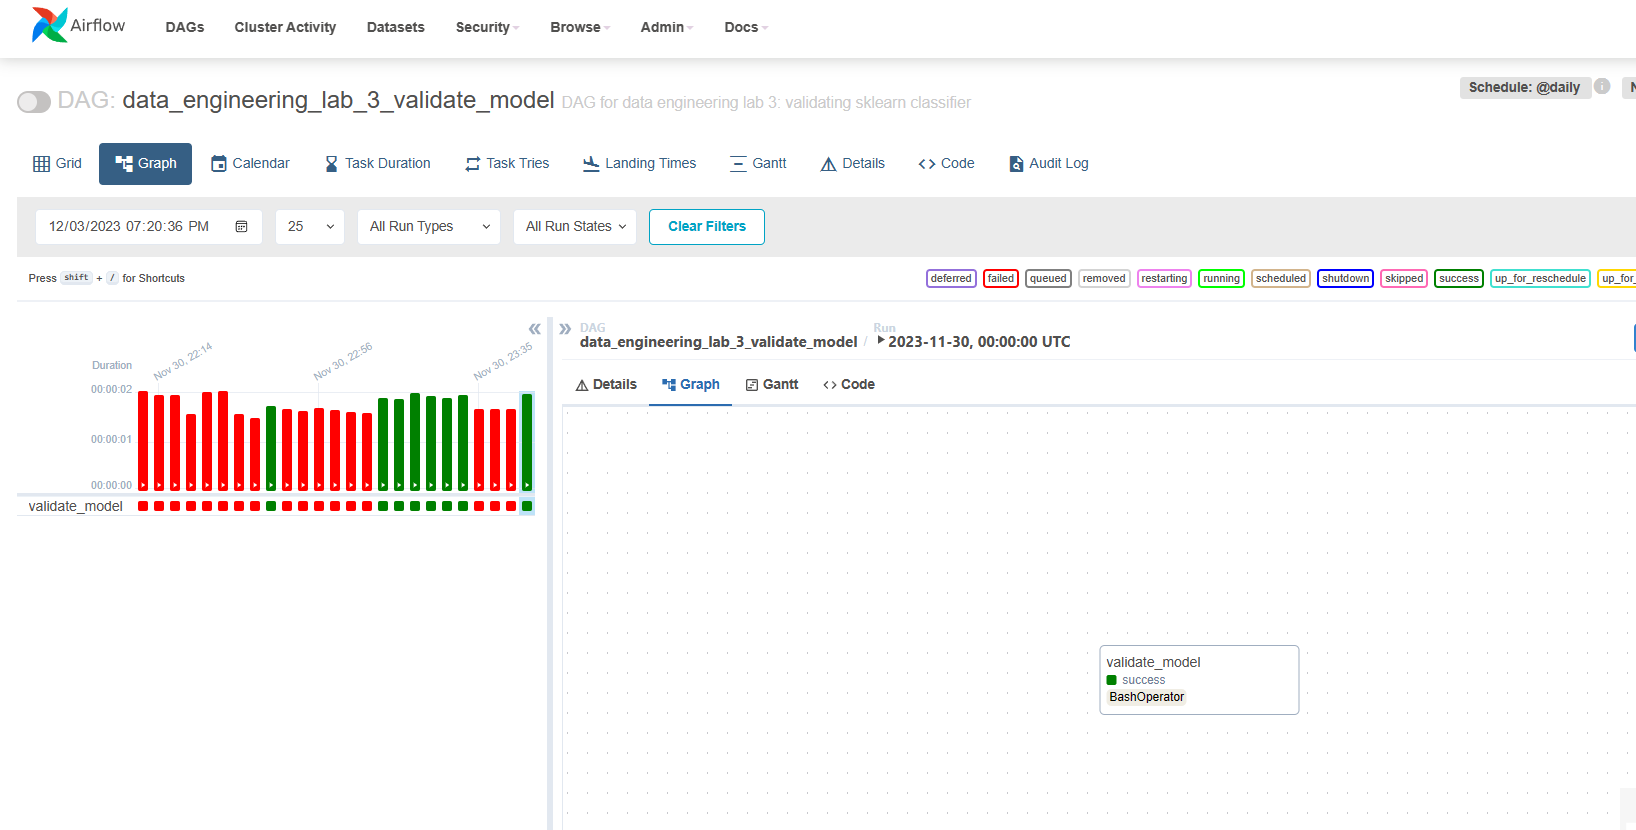 Airflow
DAGs
Cluster Activity
Datasets
Security
Browse
Admin
Docs
DAG: data_engineering_lab_3_validate_model DAG for data engineering lab 3: validating sklearn classifier
Schedule: @daily
i
N
Grid
Graph
Calendar
Task Duration
Task Tries
Landing Times
Gantt
Details
Code
Audit Log
12/03/2023 07:20:36 PM
25
All Run Types
All Run States
Clear Filters
Press shift + / for Shortcuts
deferred
failed
queued
removed
restarting
running
scheduled
shutdown
skipped
success
up_for_reschedule
up_for_
Duration
Nov 30, 22:14
Nov 30, 22:56
Nov 30, 23:35
00:00:02
00:00:01
00:00:00
validate_model
DAG
data_engineering_lab_3_validate_model /
Run
2023-11-30, 00:00:00 UTC
Details
Graph
Gantt
Code
validate_model
success
BashOperator